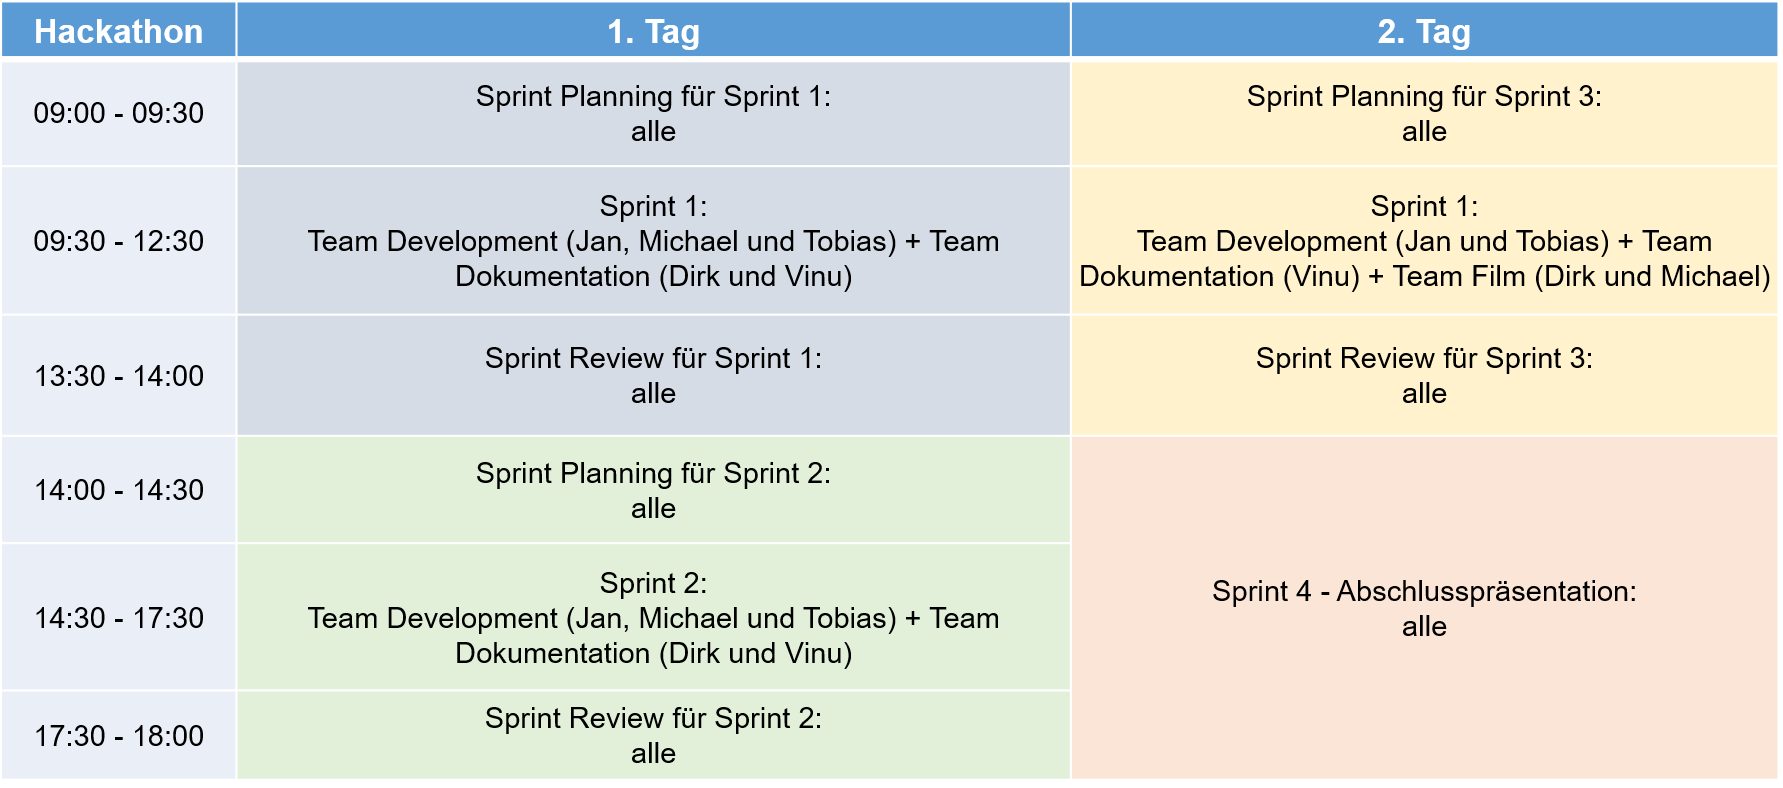 Hackathon
1. Tag
2. Tag
09:00 - 09:30
Sprint Planning für Sprint 1:
alle
Sprint Planning für Sprint 3:
alle
09:30 - 12:30
Sprint 1:
Team Development (Jan, Michael und Tobias) + Team
Dokumentation (Dirk und Vinu)
Sprint 1:
Team Development (Jan und Tobias) + Team
Dokumentation (Vinu) + Team Film (Dirk und Michael)
13:30 - 14:00
Sprint Review für Sprint 1:
alle
Sprint Review für Sprint 3:
alle
14:00 - 14:30
Sprint Planning für Sprint 2:
alle
14:30 - 17:30
Sprint 2:
Team Development (Jan, Michael und Tobias) + Team
Dokumentation (Dirk und Vinu)
Sprint 4 - Abschlusspräsentation:
alle
17:30 - 18:00
Sprint Review für Sprint 2:
alle